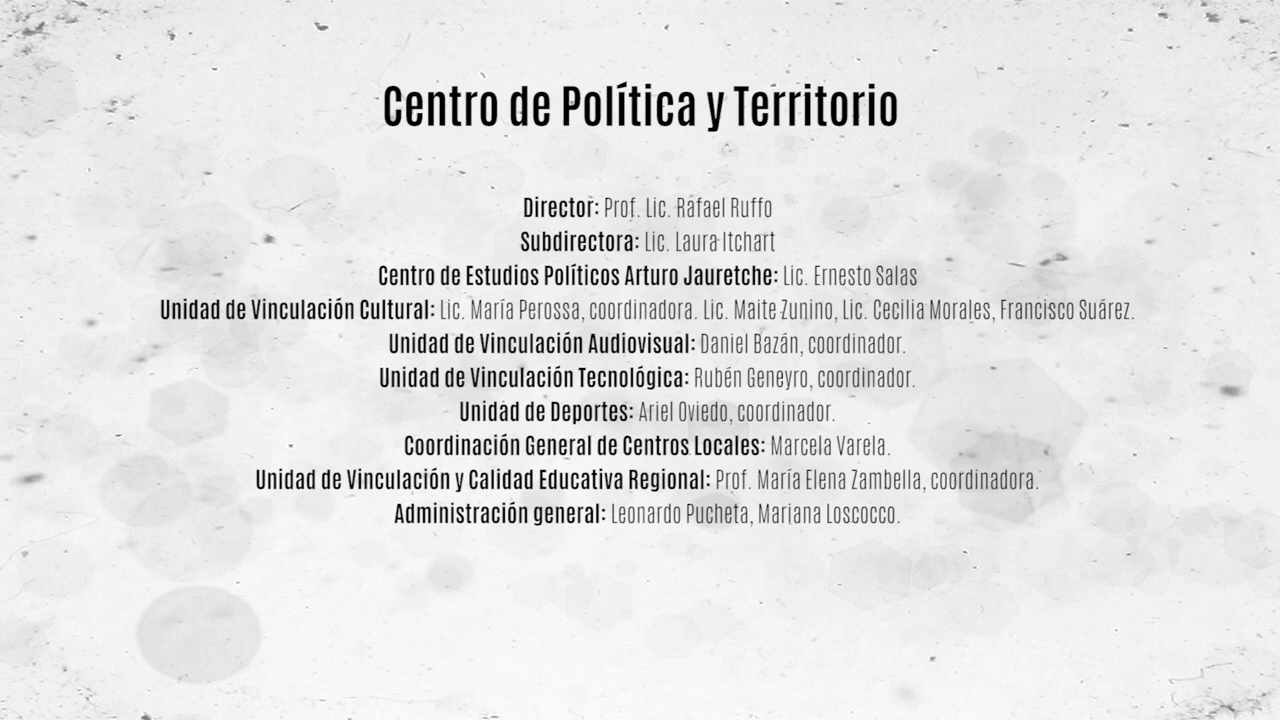 Centro de Política y Territorio
Director: Prof. Lic. Rafael Ruffo
Subdirectora: Lic. Laura Itchart
Centro de Estudios Políticos Arturo Jauretche: Lic. Ernesto Salas
Unidad de Vinculación Cultural: Lic. María Perossa, coordinadora. Lic. Maite Zunino, Lic. Cecilia Morales, Francisco Suárez.
Unidad de Vinculación Audiovisual: Daniel Bazán, coordinador.
Unidad de Vinculación Tecnológica: Rubén Geneyro, coordinador.
Unidad de Deportes: Ariel Oviedo, coordinador.
Coordinación General de Centros Locales: Marcela Varela.
Unidad de Vinculación y Calidad Educativa Regional: Prof. María Elena Zambella, coordinadora.
Administración general: Leonardo Pucheta, Mariana Loscocco.